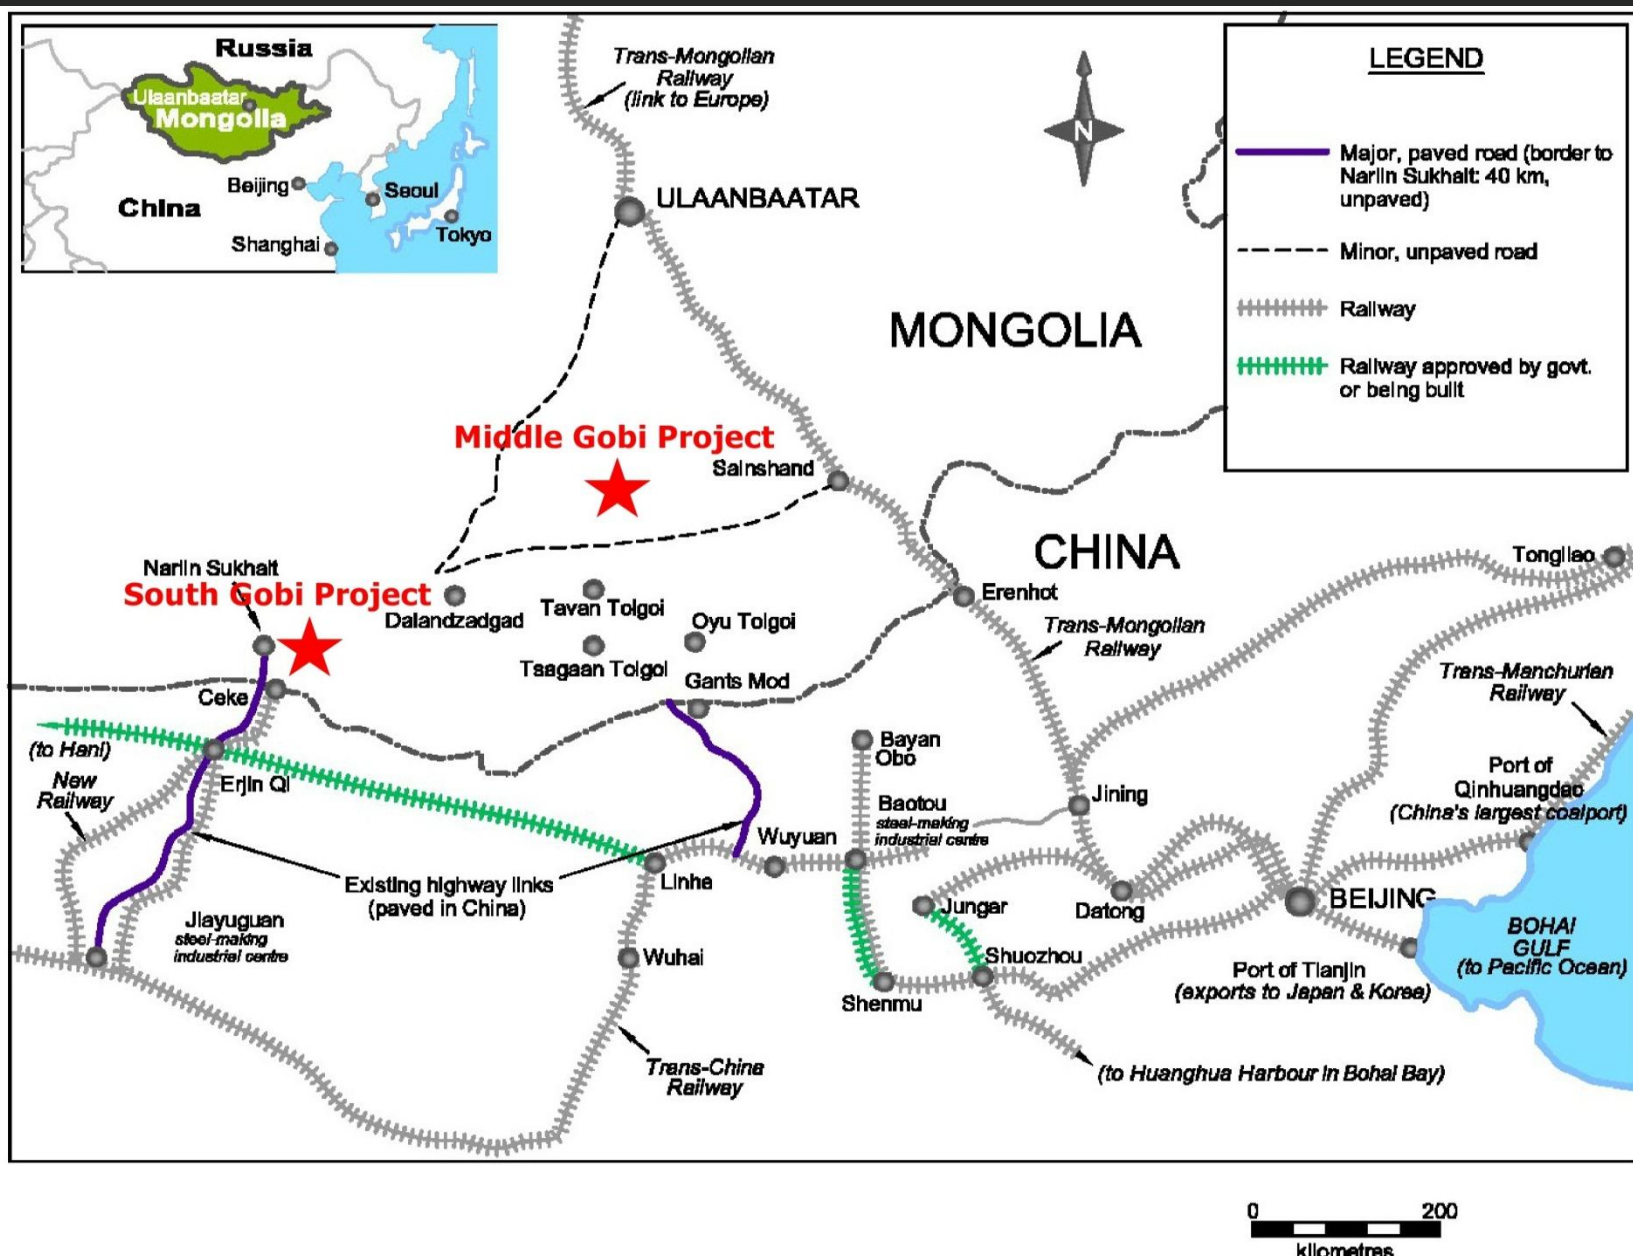 Russia
Ulaanbaatar
Mongolia
Beijing
Seoul
China
Shanghai
Tokyo
Trans-Mongolian
Railway
(link to Europe)
N
LEGEND
Major, paved road (border to
Nariin Sukhait: 40 km,
unpaved)
Minor, unpaved road
Railway
Railway approved by govt.
or being built
ULAANBAATAR
MONGOLIA
Middle Gobi Project
Sainshand
CHINA
Tongliao
Nariin Sukhait
South Gobi Project
Dalandzadgad
Tavan Tolgoi
Oyu Tolgoi
Tsagaan Tolgoi
Gants Mod
Erenhot
Trans-Mongolian
Railway
Trans-Manchurian
Railway
Ceke
(to Hani)
New
Railway
Erjin Qi
Bayan
Obo
Baotou
steel-making
industrial centre
Wuyuan
Jining
Port of
Qinhuangdao
(China's largest coalport)
Linhe
Existing highway links
(paved in China)
Jiayuguan
steel-making
industrial centre
Wuhai
Jungar
Datong
BEIJING
Shuozhou
Shenmu
Port of Tianjin
(exports to Japan & Korea)
BOHAI
GULF
(to Pacific Ocean)
Trans-China
Railway
(to Huanghua Harbour in Bohai Bay)
0 200
kilometres